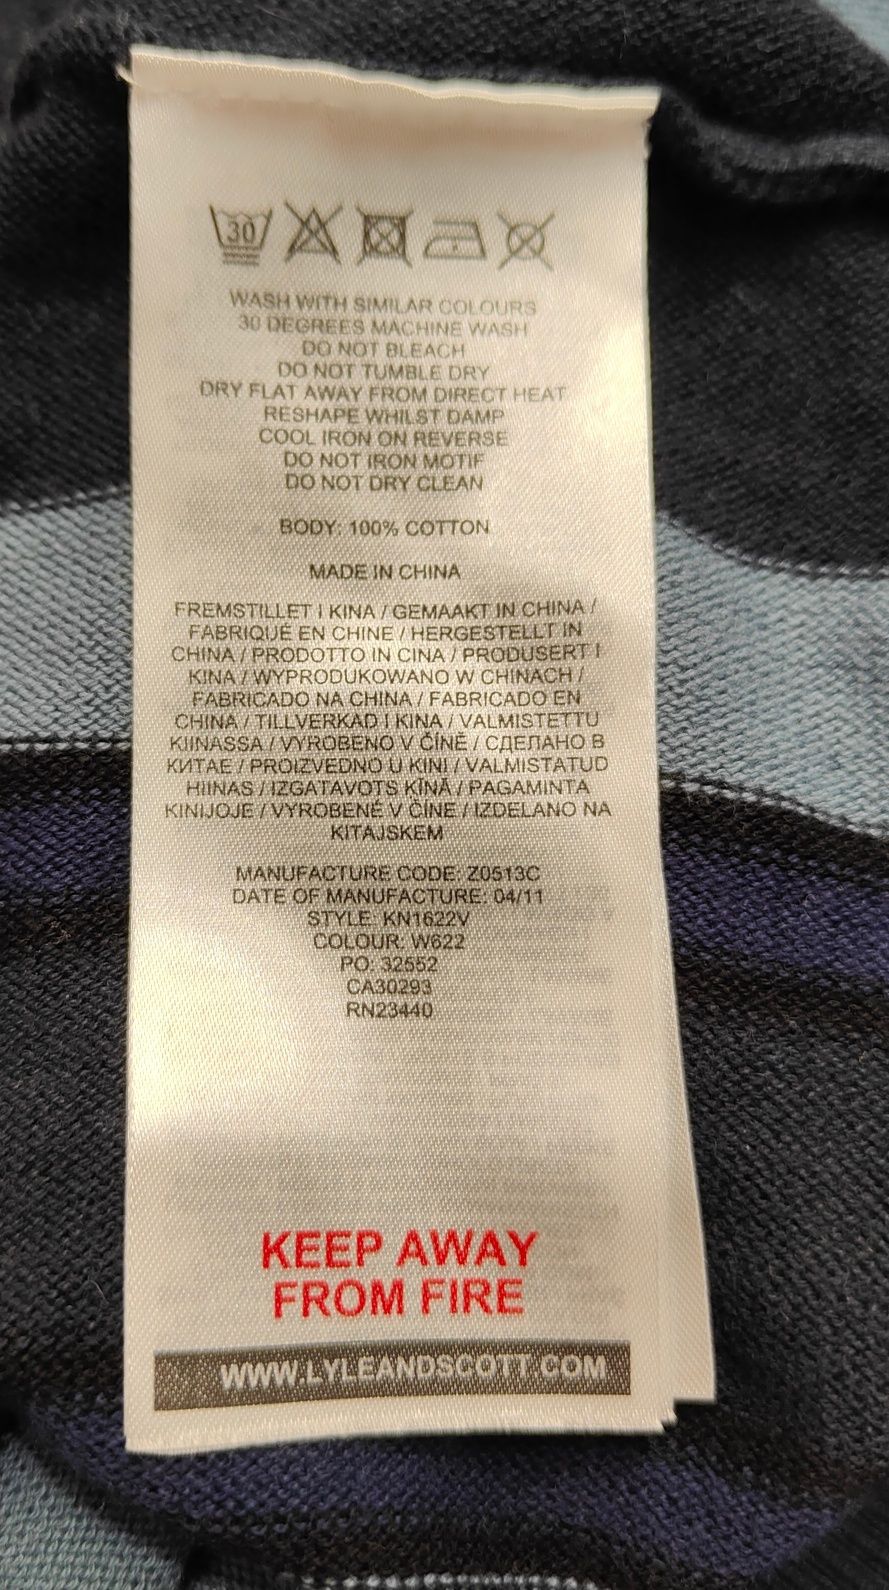 30
WASH WITH SIMILAR COLOURS
30 DEGREES MACHINE WASH
DO NOT BLEACH
DO NOT TUMBLE DRY
DRY FLAT AWAY FROM DIRECT HEAT
RESHAPE WHILST DAMP
COOL IRON ON REVERSE
DO NOT IRON MOTIF
DO NOT DRY CLEAN
BODY: 100% COTTON
MADE IN CHINA
FREMSTILLET I KINA / GEMAAKT IN CHINA /
FABRIQUÉ EN CHINE / HERGESTELLT IN
CHINA / PRODOTTO IN CINA / PRODUSERT I
KINA / WYPRODUKOWANO W CHINACH /
FABRICADO NA CHINA / FABRICADO EN
CHINA / TILLVERKAD I KINA / VALMISTETTU
KIINASSA / VYROBENO V ČÍNĚ / СДЕЛАНО В
КИТАЕ / PROIZVEDNO U KINI / VALMISTATUD
HIINAS / IZGATAVOTS ĶĪNĀ / PAGAMINTA
KINIJOJE / VYROBENÉ V ČÍNE / IZDELANO NA
KITAJSKEM
MANUFACTURE CODE: Z0513C
DATE OF MANUFACTURE: 04/11
STYLE: KN1622V
COLOUR: W622
PO: 32552
CA30293
RN23440
KEEP AWAY
FROM FIRE
WWW.LYLEANDSCOTT.COM